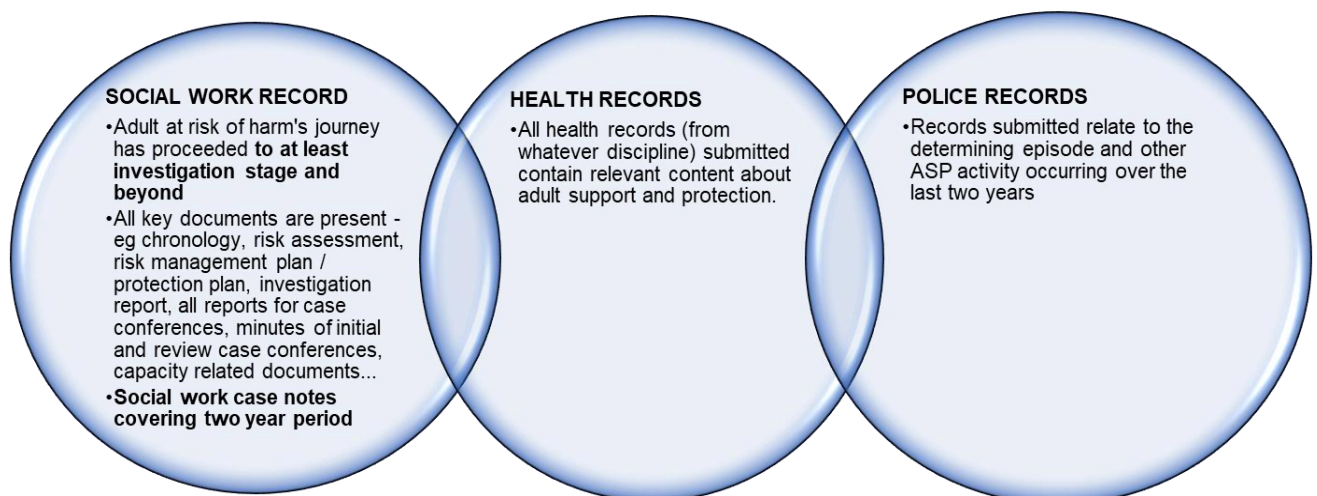 SOCIAL WORK RECORD
•Adult at risk of harm's journey
has proceeded to at least
investigation stage and
beyond
•All key documents are present -
eg chronology, risk assessment,
risk management plan /
protection plan, investigation
report, all reports for case
conferences, minutes of initial
and review case conferences,
capacity related documents...
•Social work case notes
covering two year period
HEALTH RECORDS
•All health records (from
whatever discipline) submitted
contain relevant content about
adult support and protection.
POLICE RECORDS
•Records submitted relate to the
determining episode and other
ASP activity occurring over the
last two years